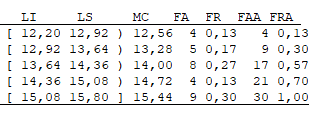 LI LS MC FA FR FAA FRA
[ 12,20 12,92 ) 12,56 4 0,13 4 0,13
[ 12,92 13,64 ) 13,28 5 0,17 9 0,30
[ 13,64 14,36 ) 14,00 8 0,27 17 0,57
[ 14,36 15,08 ) 14,72 4 0,13 21 0,70
[ 15,08 15,80 ] 15,44 9 0,30 30 1,00